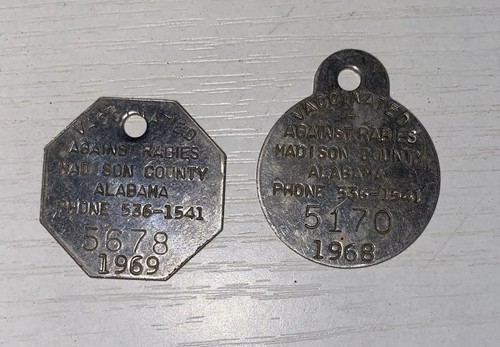 VACCINATED
AGAINST RABIES
MADISON COUNTY
ALABAMA
PHONE 536-1541
5678
1969
VACCINATED
AGAINST RABIES
MADISON COUNTY
ALABAMA
PHONE 536-1541
5170
1968